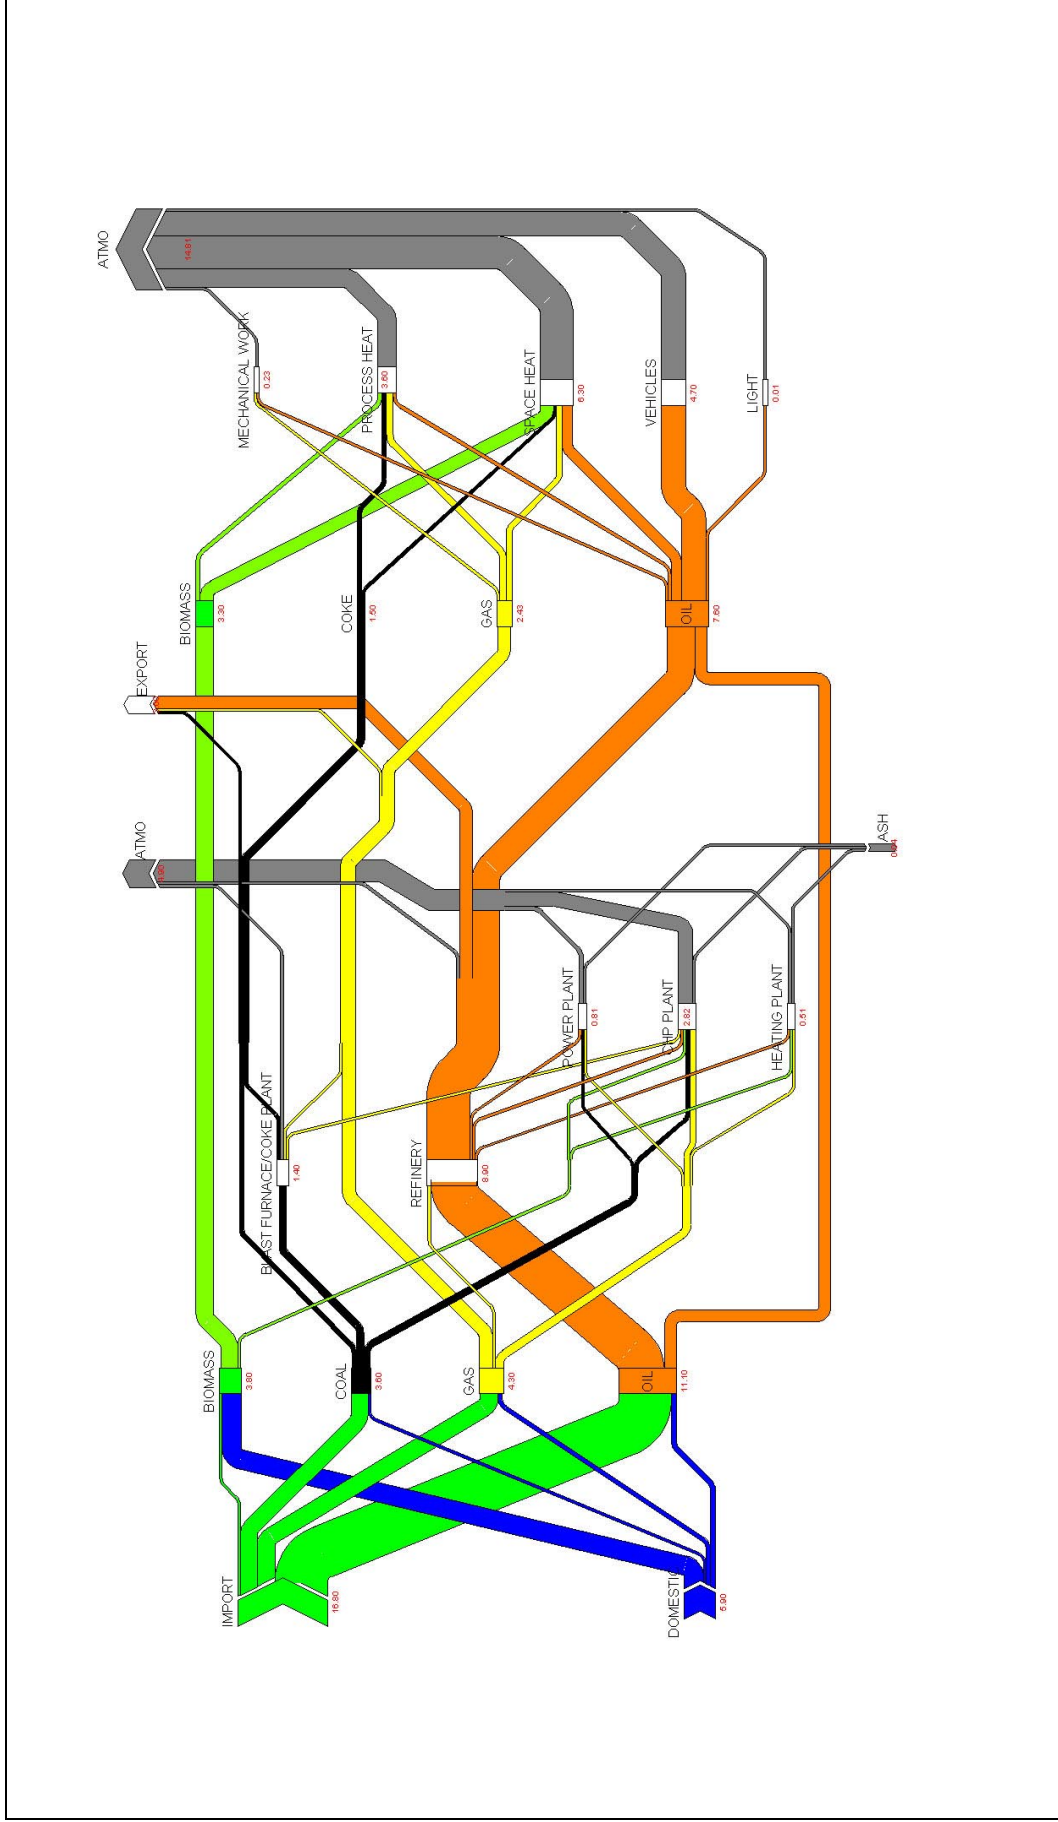 IMPORT
16.80
DOMESTIC
5.90
BIOMASS
3.80
COAL
3.60
GAS
4.30
OIL
11.10
BLAST FURNACE/COKE PLANT
1.40
REFINERY
8.90
POWER PLANT
0.81
CHP PLANT
2.82
HEATING PLANT
0.51
ATMO
1.90
ASH
EXPORT
BIOMASS
3.30
COKE
1.50
GAS
2.43
OIL
7.60
MECHANICAL WORK
0.23
PROCESS HEAT
3.60
SPACE HEAT
6.30
VEHICLES
4.70
LIGHT
0.01
ATMO
14.81